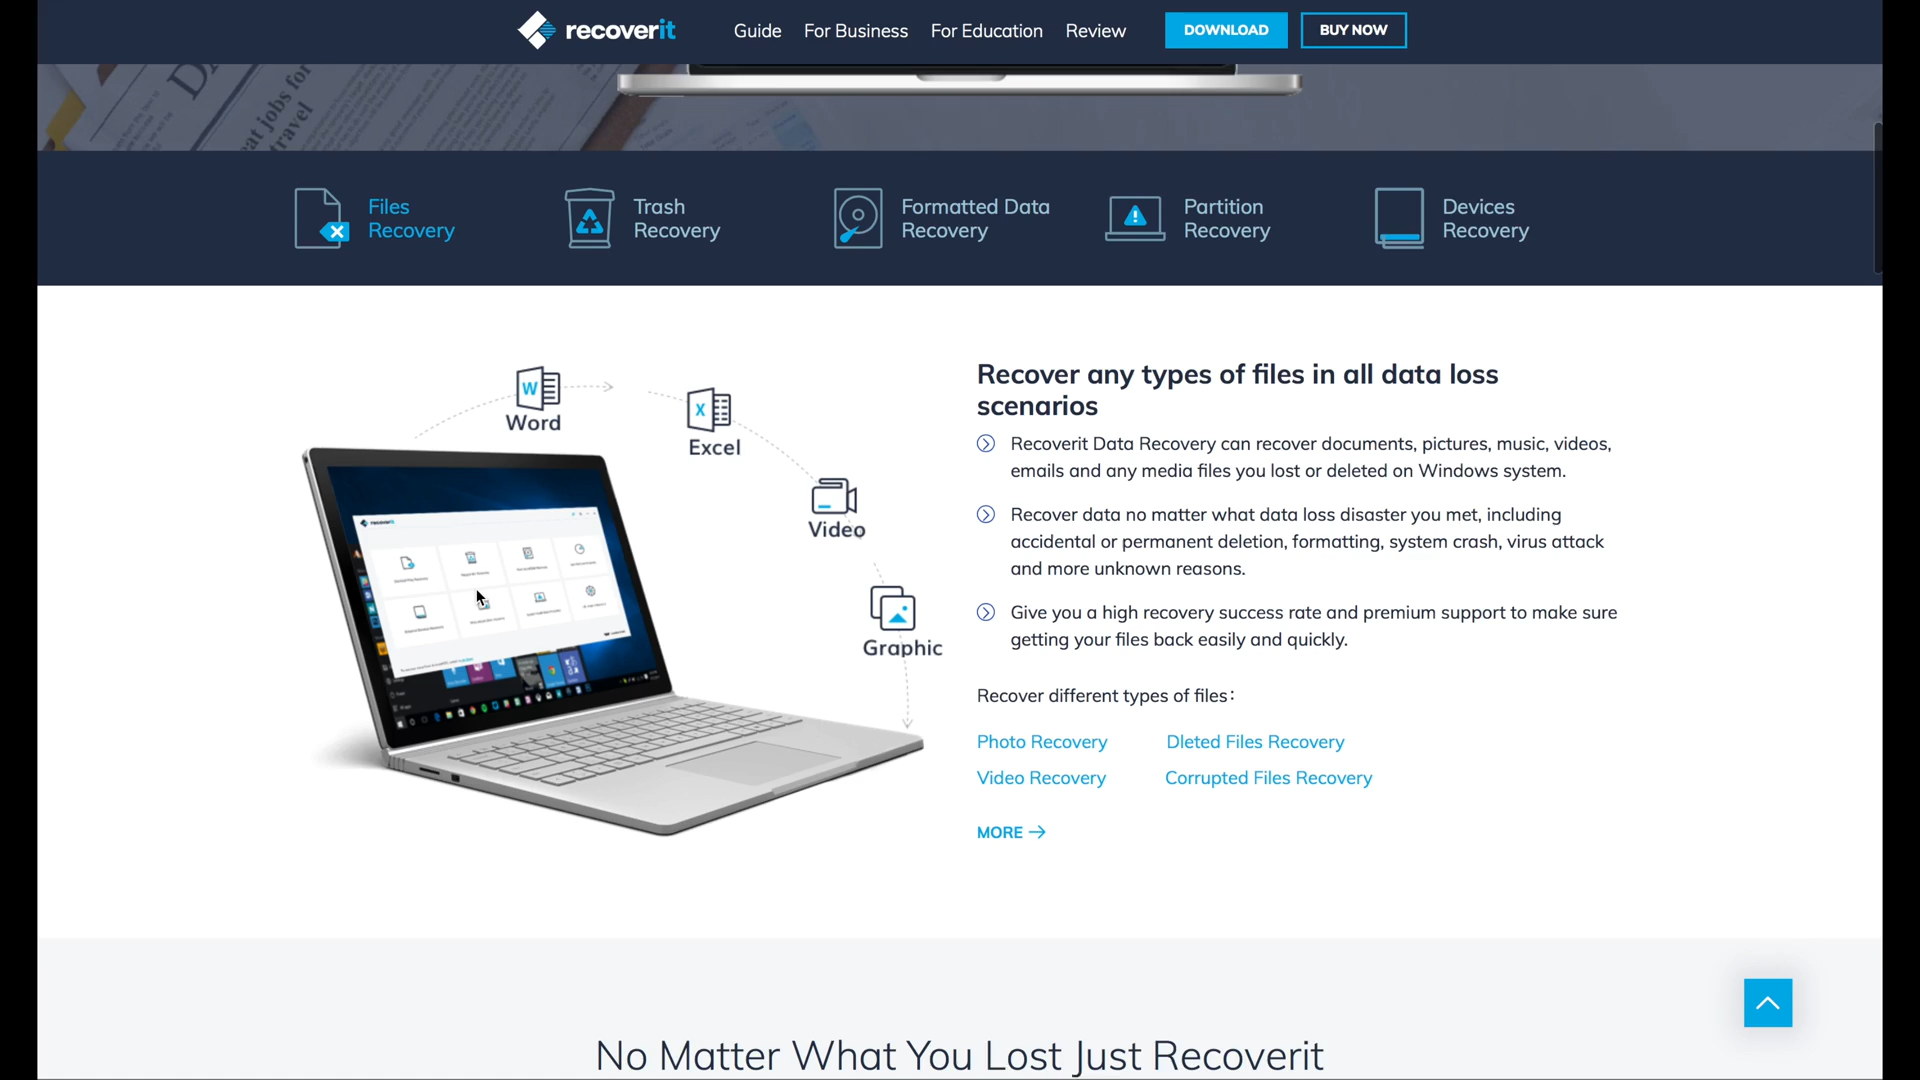 recoverit
Guide
For Business
For Education
Review
DOWNLOAD
BUY NOW
eat jobs for
travel
Files
Recovery
Trash
Recovery
Formatted Data
Recovery
Partition
Recovery
Devices
Recovery
W
Word
X
Excel
Video
Graphic
recoverit
Recover any types of files in all data loss
scenarios
Recoverit Data Recovery can recover documents, pictures, music, videos,
emails and any media files you lost or deleted on Windows system.
Recover data no matter what data loss disaster you met, including
accidental or permanent deletion, formatting, system crash, virus attack
and more unknown reasons.
Give you a high recovery success rate and premium support to make sure
getting your files back easily and quickly.
Recover different types of files:
Photo Recovery
Dleted Files Recovery
Video Recovery
Corrupted Files Recovery
MORE
No Matter What You Lost Just Recoverit